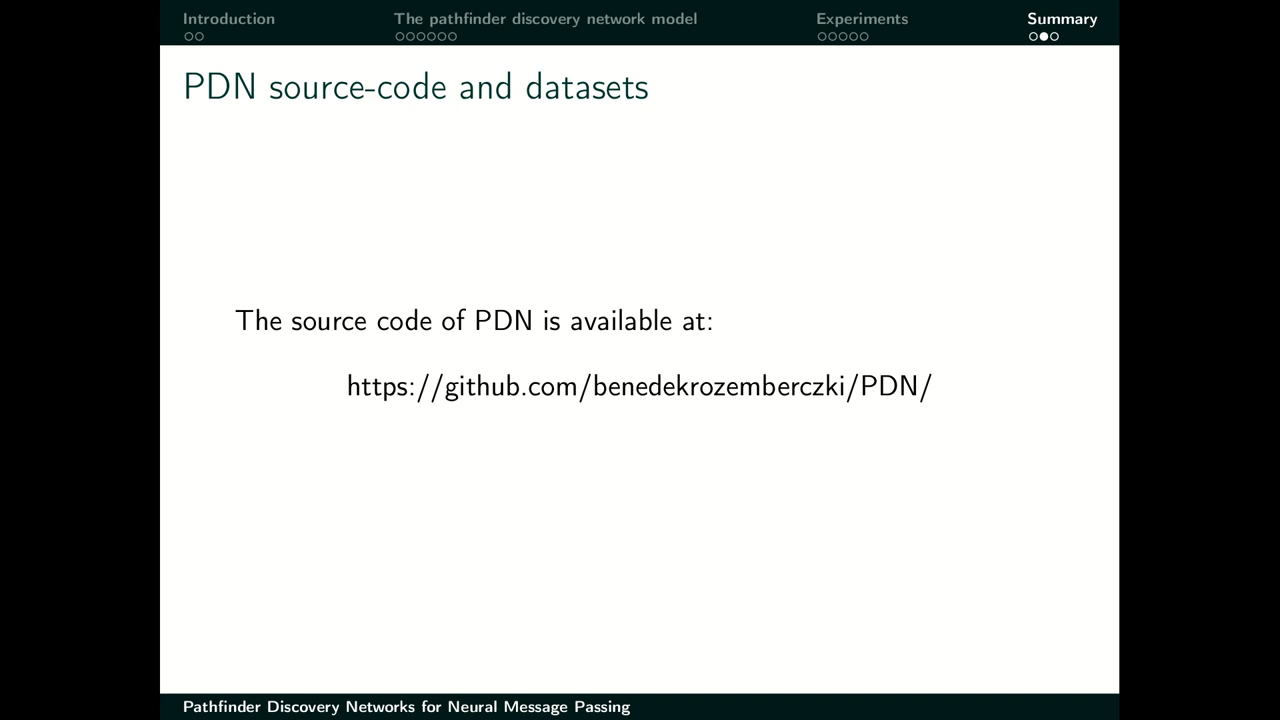 Introduction
The pathfinder discovery network model
Experiments
Summary
PDN source-code and datasets
The source code of PDN is available at:
https://github.com/benedekrozemberczki/PDN/
Pathfinder Discovery Networks for Neural Message Passing